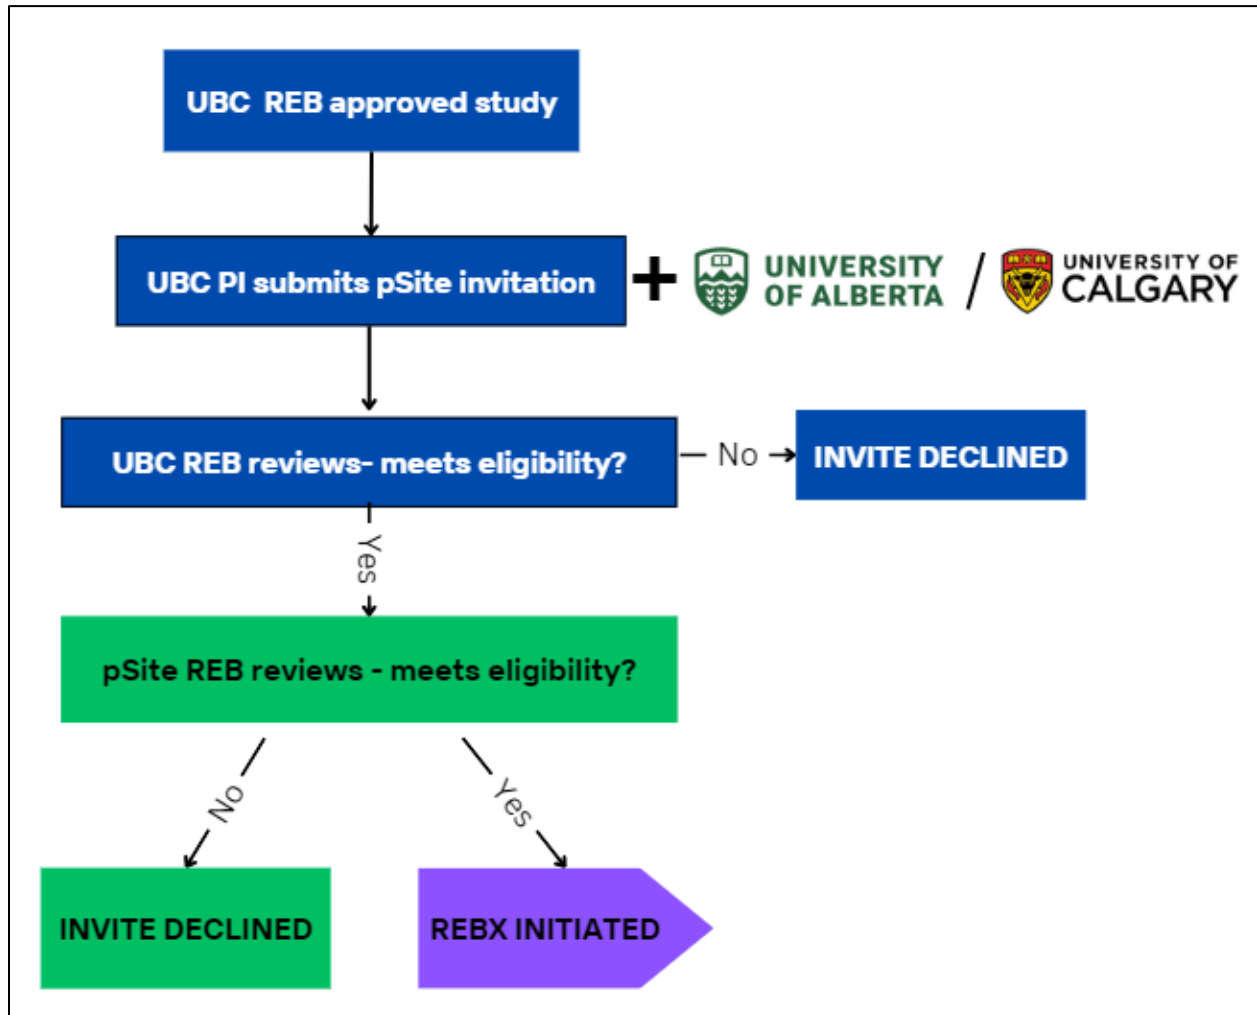 UBC  REB approved study
UBC PI submits pSite invitation
+
UNIVERSITY
OF ALBERTA
/
UNIVERSITY OF
CALGARY
UBC REB reviews- meets eligibility?
No
INVITE DECLINED
Yes
pSite REB reviews - meets eligibility?
No
Yes
INVITE DECLINED
REBX INITIATED